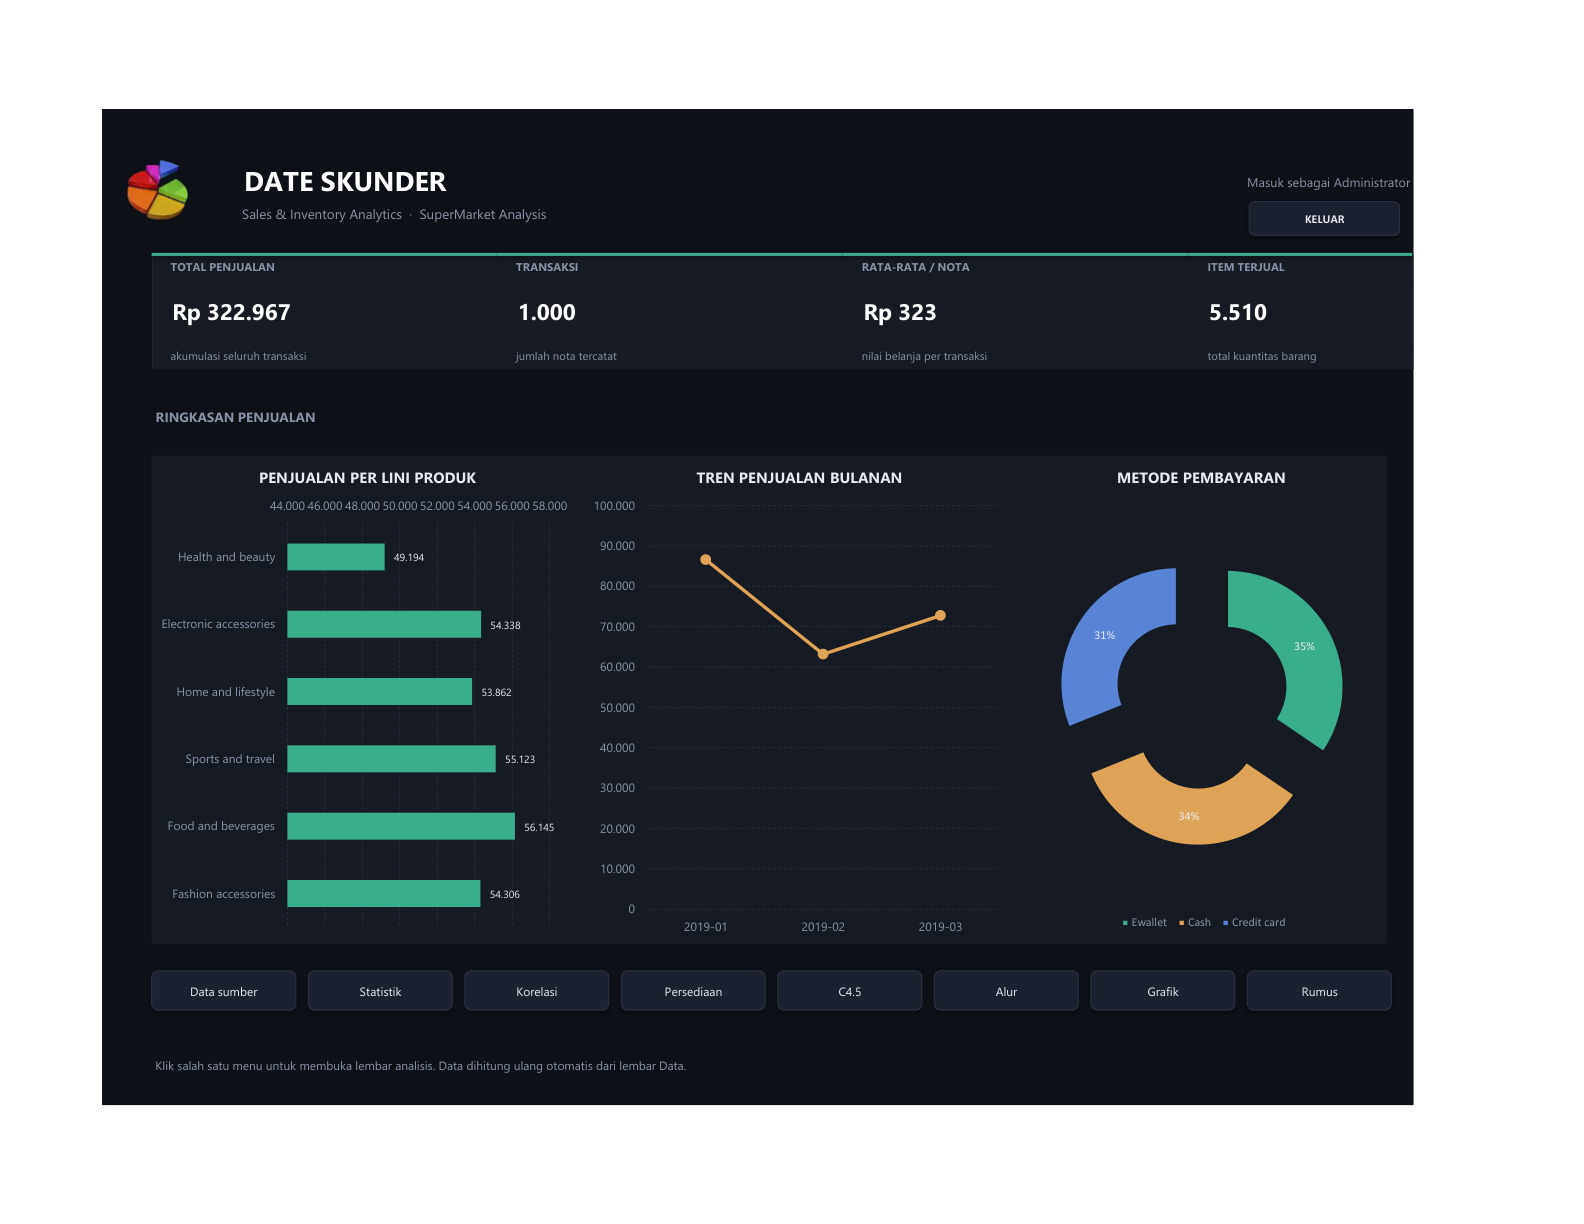 DATE SKUNDER
Sales & Inventory Analytics · SuperMarket Analysis
Masuk sebagai Administrator
KELUAR
TOTAL PENJUALAN
Rp 322.967
akumulasi seluruh transaksi
TRANSAKSI
1.000
jumlah nota tercatat
RATA-RATA / NOTA
Rp 323
nilai belanja per transaksi
ITEM TERJUAL
5.510
total kuantitas barang
RINGKASAN PENJUALAN
PENJUALAN PER LINI PRODUK
44.000 46.000 48.000 50.000 52.000 54.000 56.000 58.000
Health and beauty 49.194
Electronic accessories 54.338
Home and lifestyle 53.862
Sports and travel 55.123
Food and beverages 56.145
Fashion accessories 54.306
TREN PENJUALAN BULANAN
100.000
90.000
80.000
70.000
60.000
50.000
40.000
30.000
20.000
10.000
0
2019-01 2019-02 2019-03
METODE PEMBAYARAN
31%
35%
34%
Ewallet Cash Credit card
Data sumber
Statistik
Korelasi
Persediaan
C4.5
Alur
Grafik
Rumus
Klik salah satu menu untuk membuka lembar analisis. Data dihitung ulang otomatis dari lembar Data.